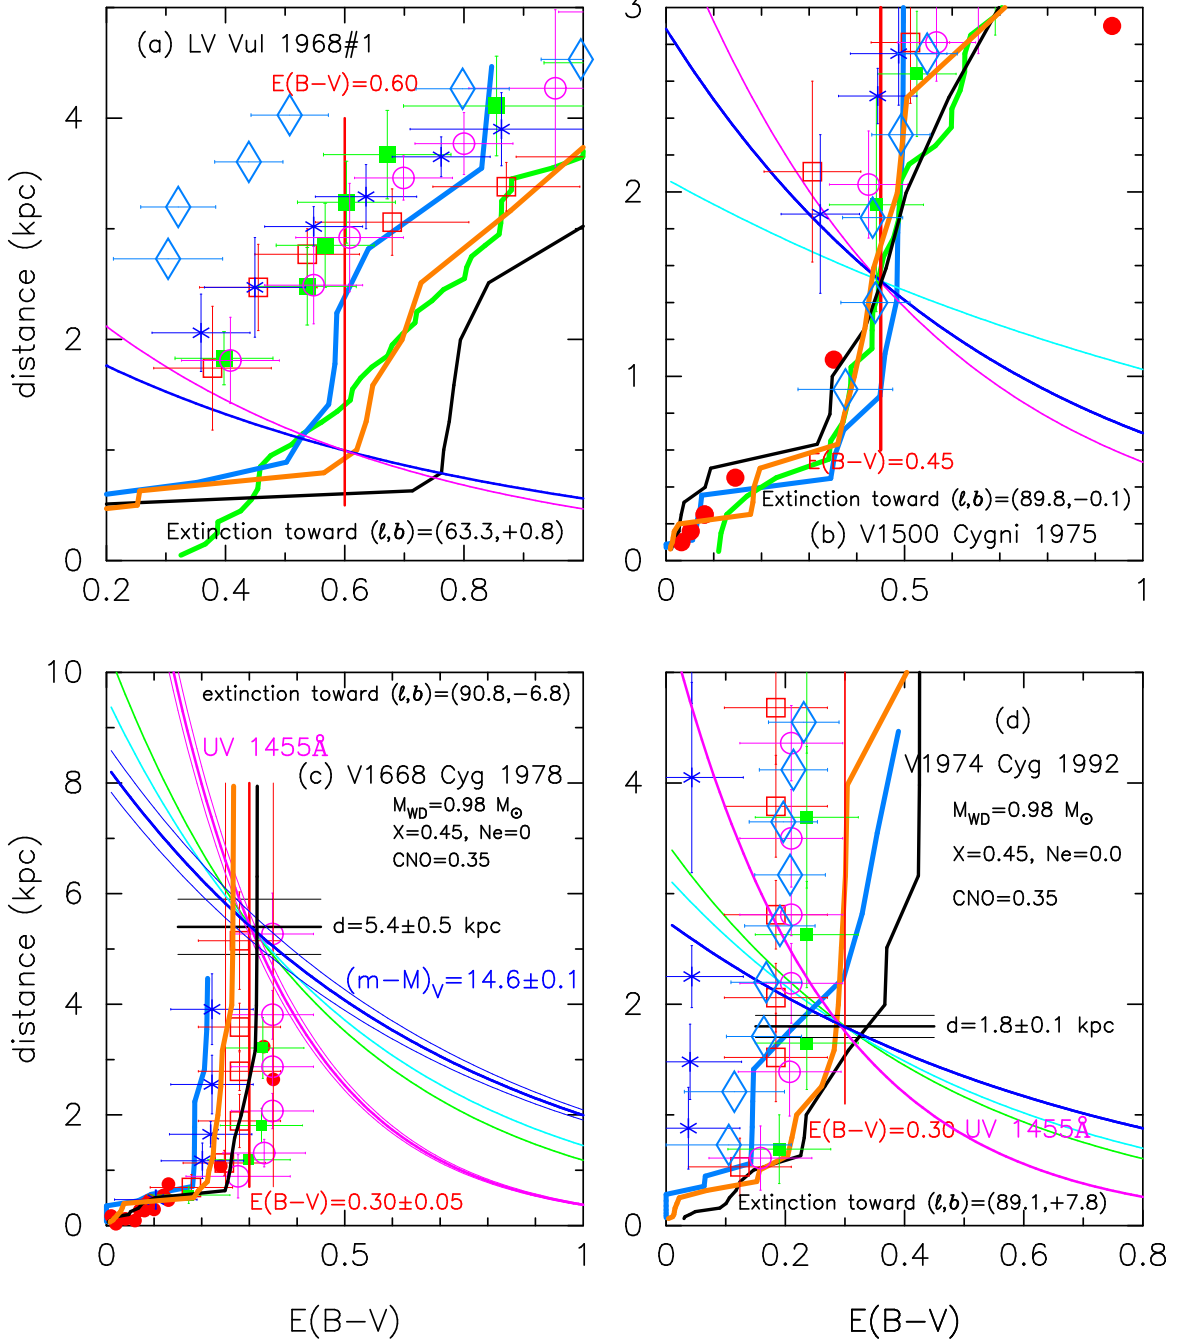 (a) LV Vul 1968#1
E(B−V)=0.60
Extinction toward (ℓ,b)=(63.3,+0.8)
distance (kpc)
0
2
4
0.2
0.4
0.6
0.8
E(B−V)=0.45
Extinction toward (ℓ,b)=(89.8,−0.1)
(b) V1500 Cygni 1975
0
1
2
3
0
0.5
1
extinction toward (ℓ,b)=(90.8,−6.8)
UV 1455Å
(c) V1668 Cyg 1978
M_WD=0.98 M_⊙
X=0.45, Ne=0
CNO=0.35
d=5.4±0.5 kpc
(m−M)_V=14.6±0.1
E(B−V)=0.30±0.05
distance (kpc)
0
2
4
6
8
10
0
0.5
1
E(B−V)
(d)
V1974 Cyg 1992
M_WD=0.98 M_⊙
X=0.45, Ne=0.0
CNO=0.35
d=1.8±0.1 kpc
E(B−V)=0.30
UV 1455Å
Extinction toward (ℓ,b)=(89.1,+7.8)
0
2
4
0
0.2
0.4
0.6
0.8
E(B−V)